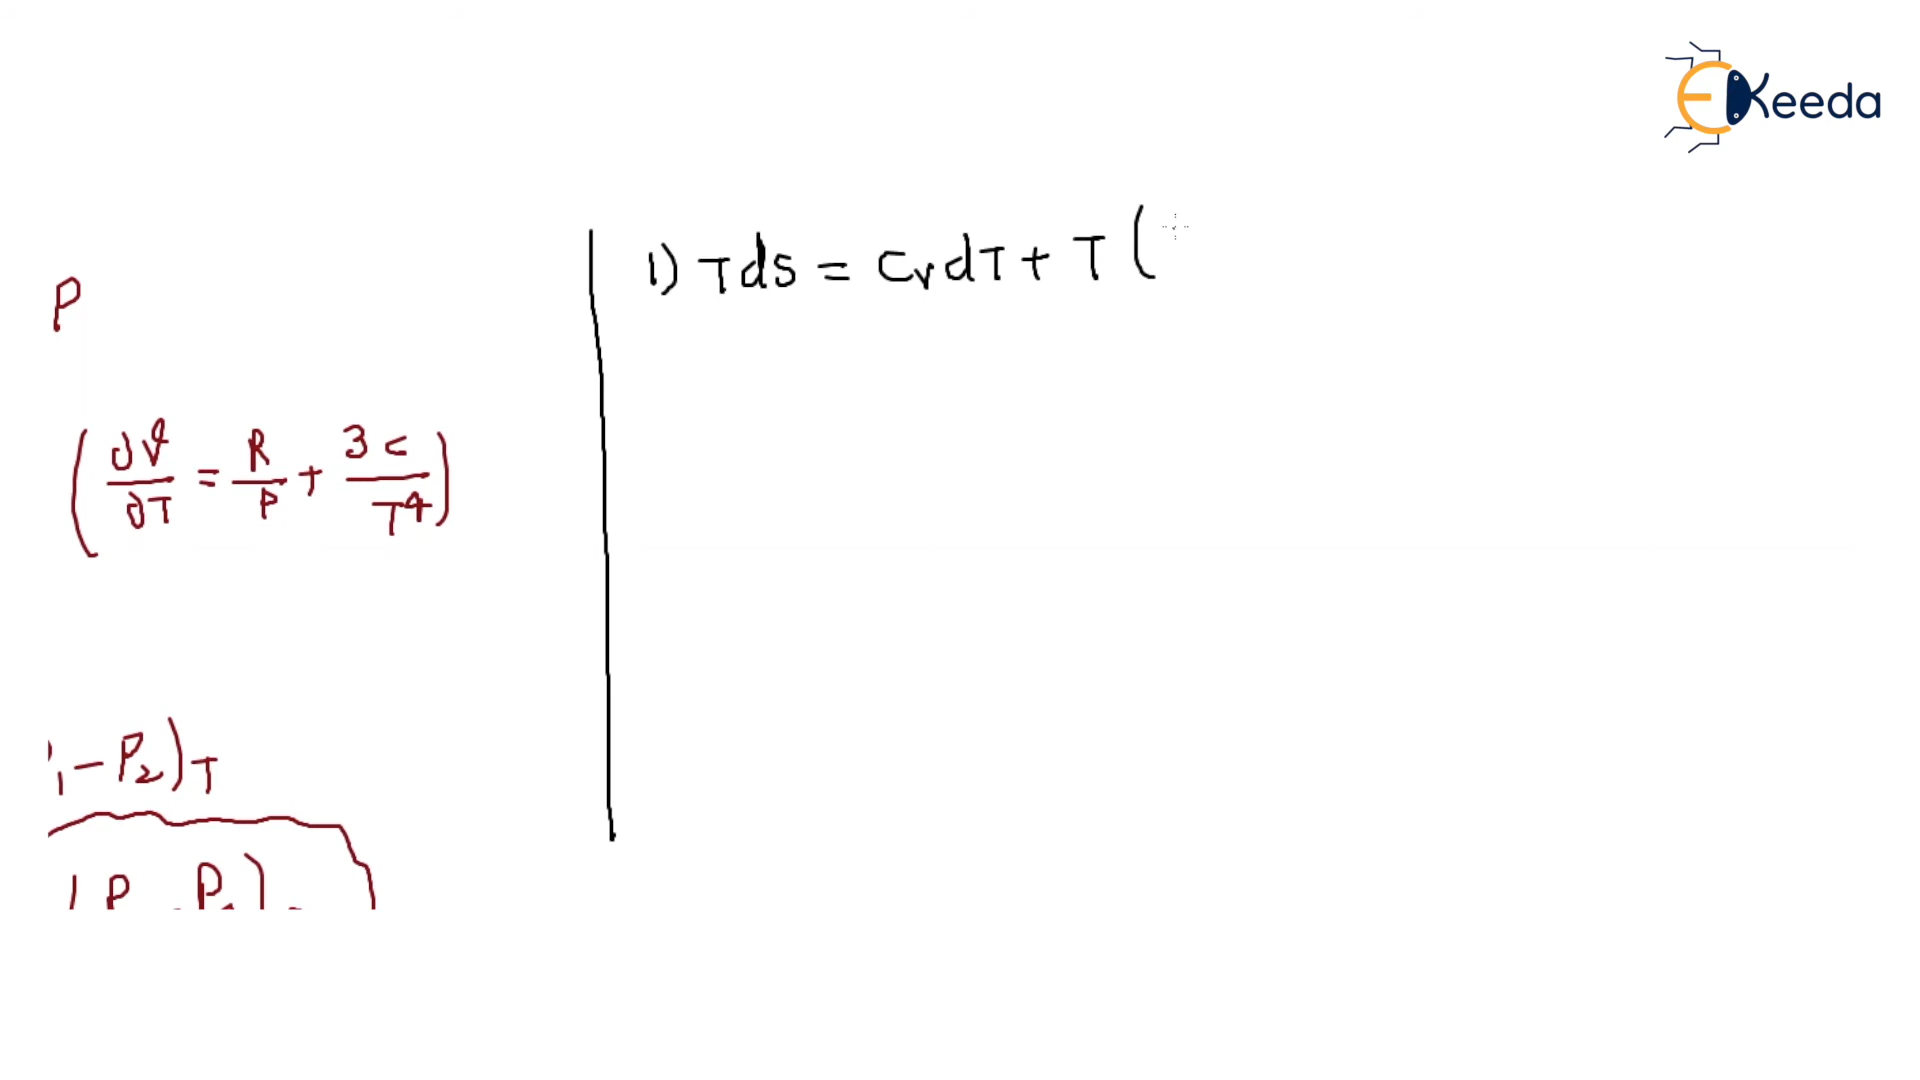 EKeeda
1) Tds = CvdT + T (
P
(∂v/∂T = R/P + 3c/T⁴)
1 - P2)T